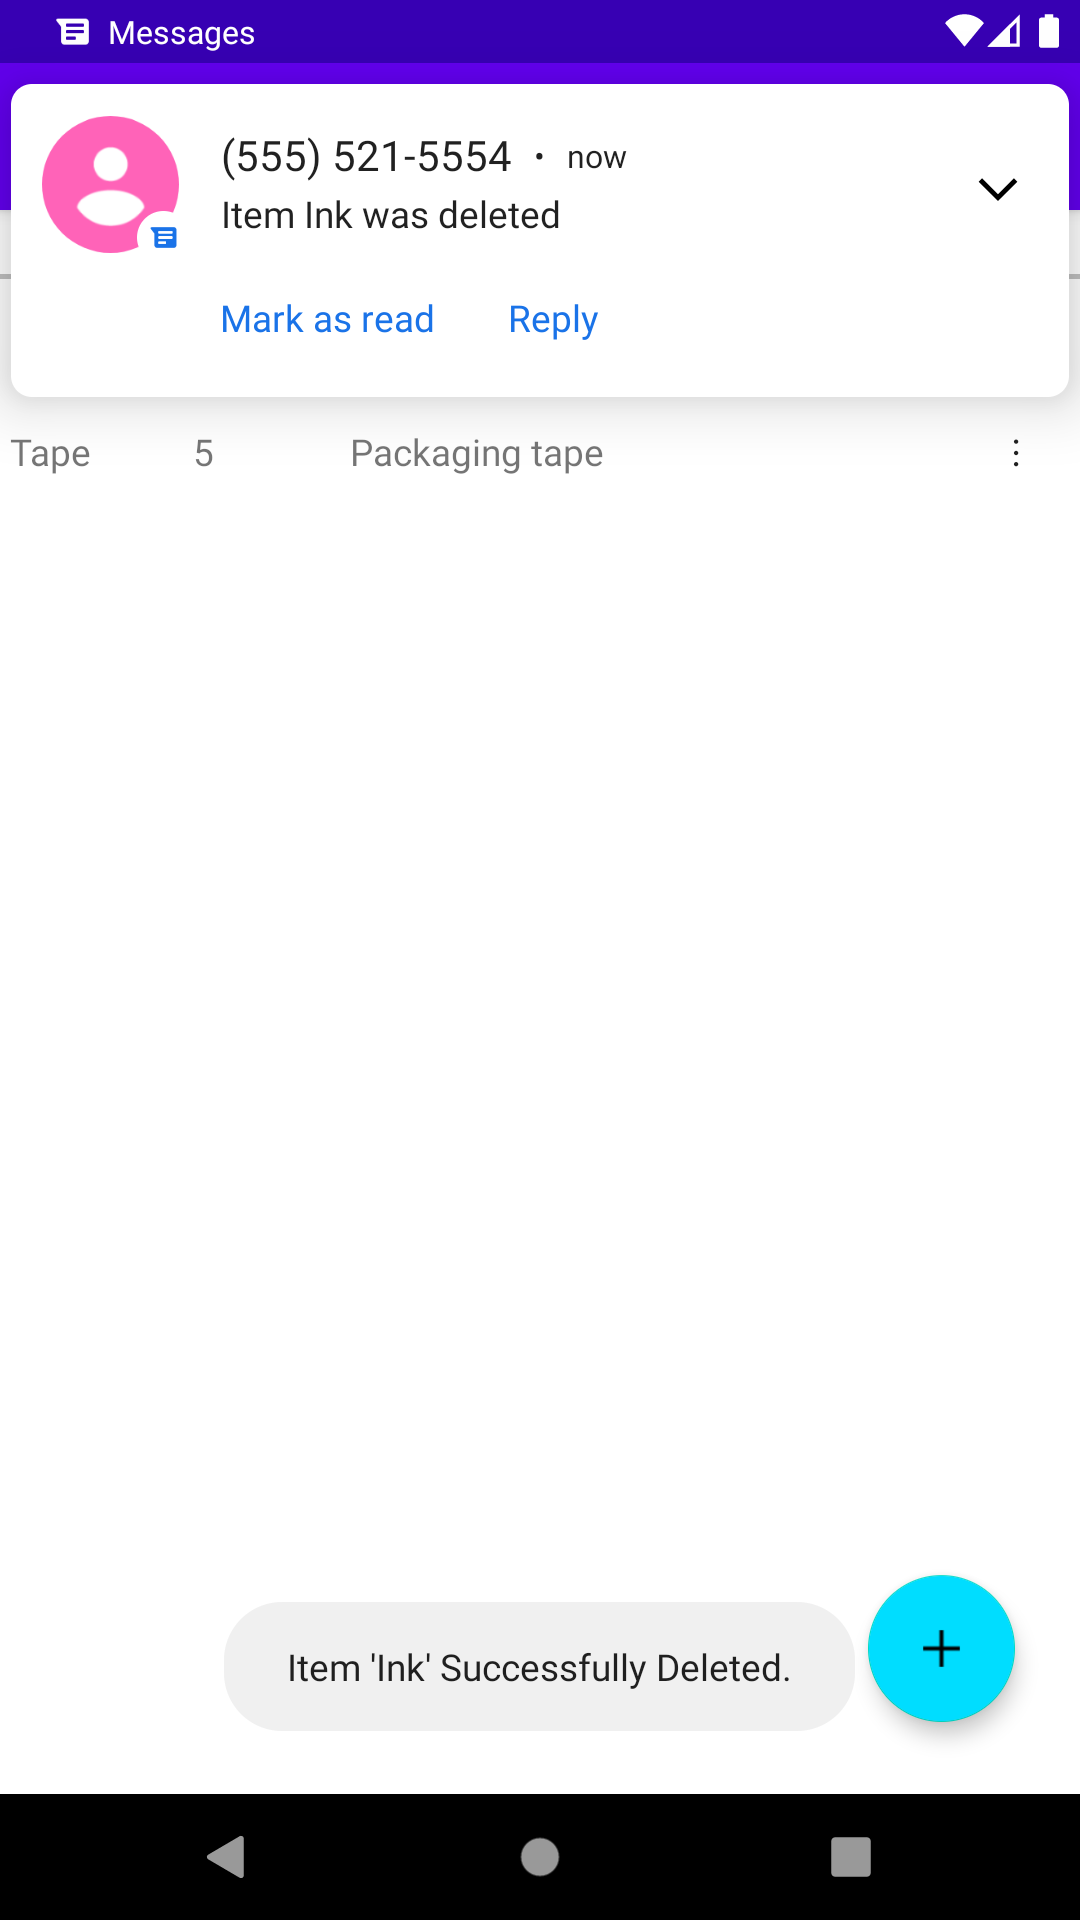 Messages
(555) 521-5554 • now
Item Ink was deleted
Mark as read Reply
Tape 5 Packaging tape
Item 'Ink' Successfully Deleted.